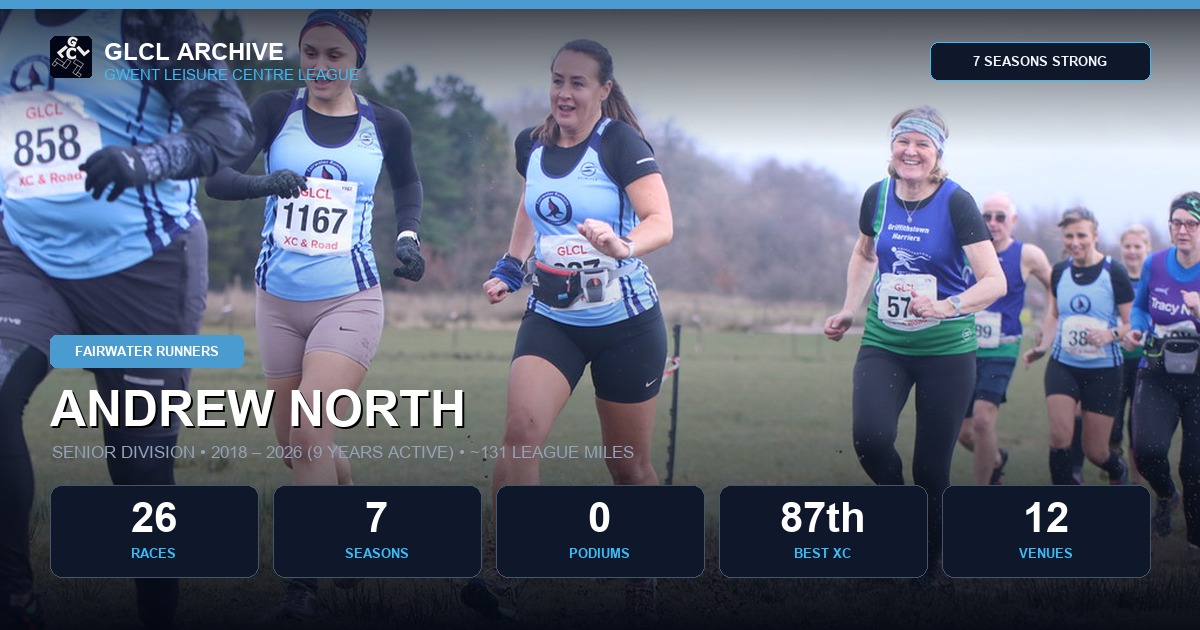 GLCL ARCHIVE
GWENT LEISURE CENTRE LEAGUE
7 SEASONS STRONG
GLCL
858
XC & Road
GLCL
1167
XC & Road
GLCL
Griffithstown
Harriers
Tracy
FAIRWATER RUNNERS
ANDREW NORTH
SENIOR DIVISION • 2018 – 2026 (9 YEARS ACTIVE) • ~131 LEAGUE MILES
26
RACES
7
SEASONS
0
PODIUMS
87th
BEST XC
12
VENUES